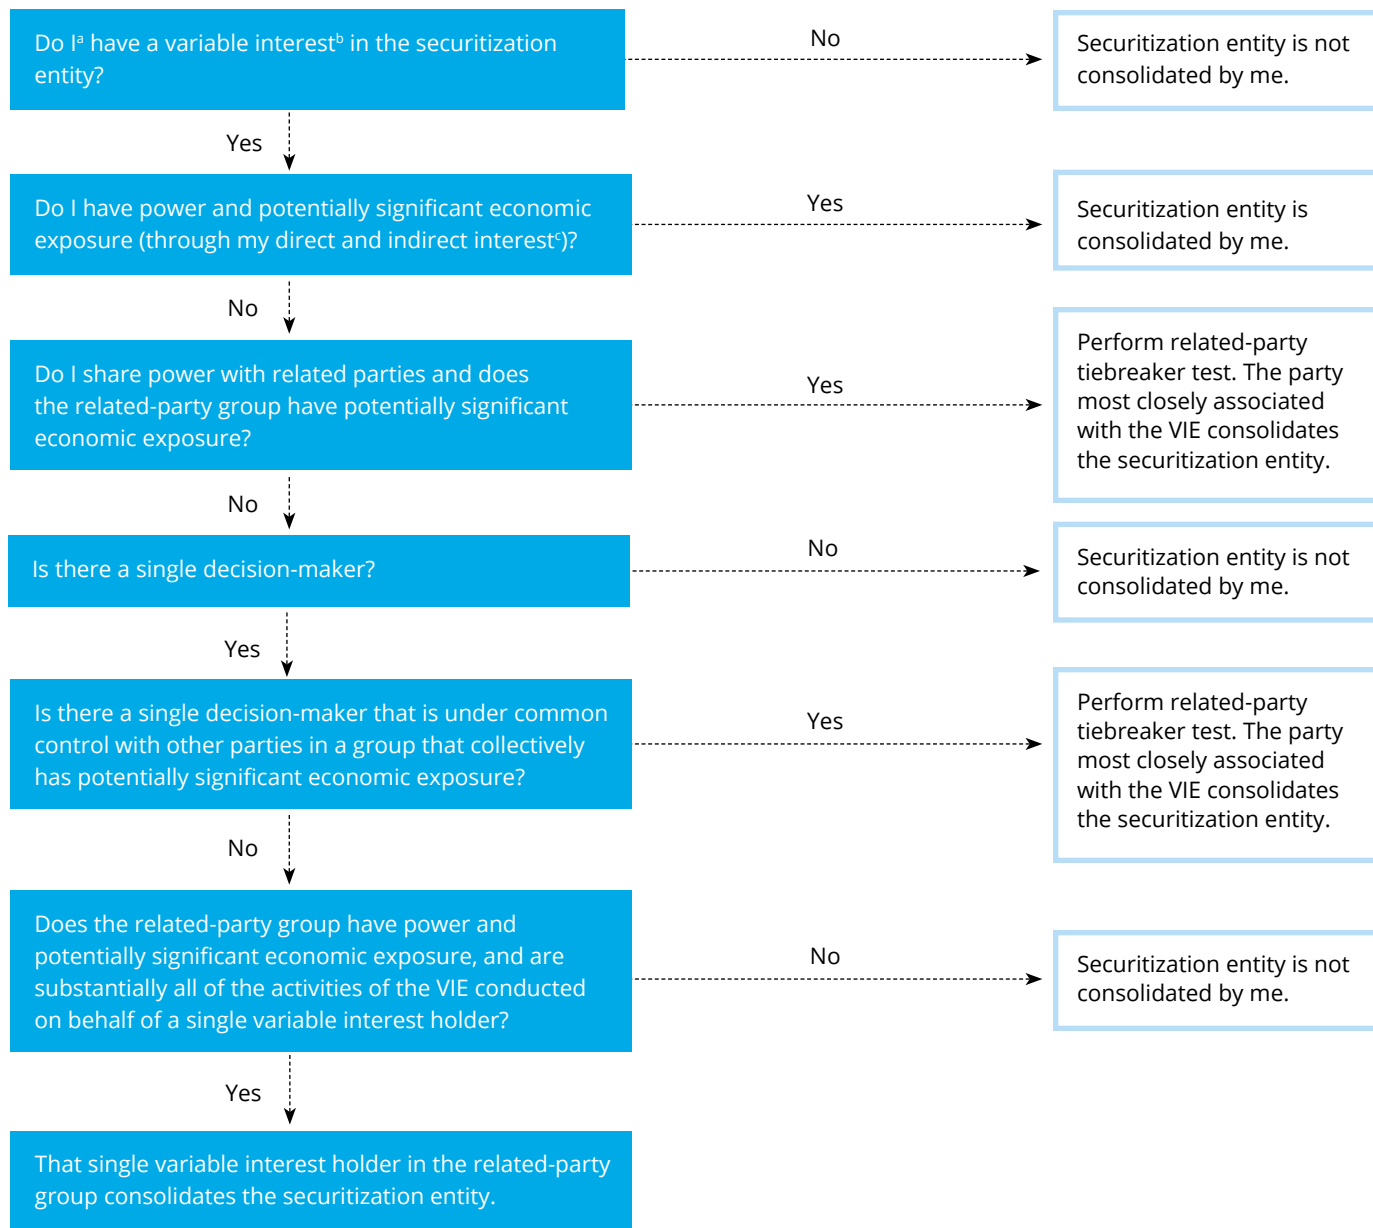 Do Iᵃ have a variable interestᵇ in the securitization
entity?
No
Securitization entity is not
consolidated by me.
Yes
Do I have power and potentially significant economic
exposure (through my direct and indirect interestᶜ)?
Yes
Securitization entity is
consolidated by me.
No
Do I share power with related parties and does
the related-party group have potentially significant
economic exposure?
Yes
Perform related-party
tiebreaker test. The party
most closely associated
with the VIE consolidates
the securitization entity.
No
Is there a single decision-maker?
No
Securitization entity is not
consolidated by me.
Yes
Is there a single decision-maker that is under common
control with other parties in a group that collectively
has potentially significant economic exposure?
Yes
Perform related-party
tiebreaker test. The party
most closely associated
with the VIE consolidates
the securitization entity.
No
Does the related-party group have power and
potentially significant economic exposure, and are
substantially all of the activities of the VIE conducted
on behalf of a single variable interest holder?
No
Securitization entity is not
consolidated by me.
Yes
That single variable interest holder in the related-party
group consolidates the securitization entity.